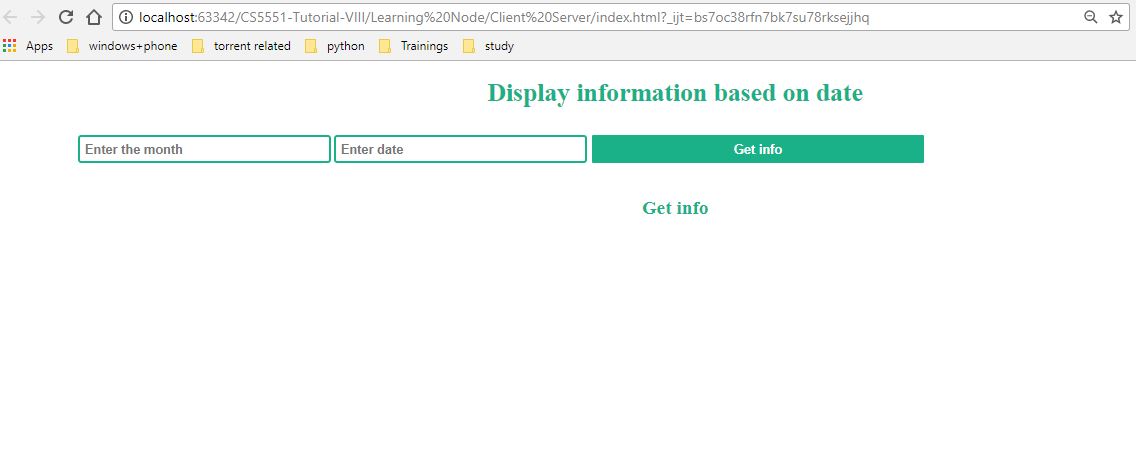 localhost:63342/CS5551-Tutorial-VIII/Learning%20Node/Client%20Server/index.html?_ijt=bs7oc38rfn7bk7su78rksejjhq
Apps windows+phone torrent related python Trainings study
Display information based on date
Enter the month Enter date Get info
Get info